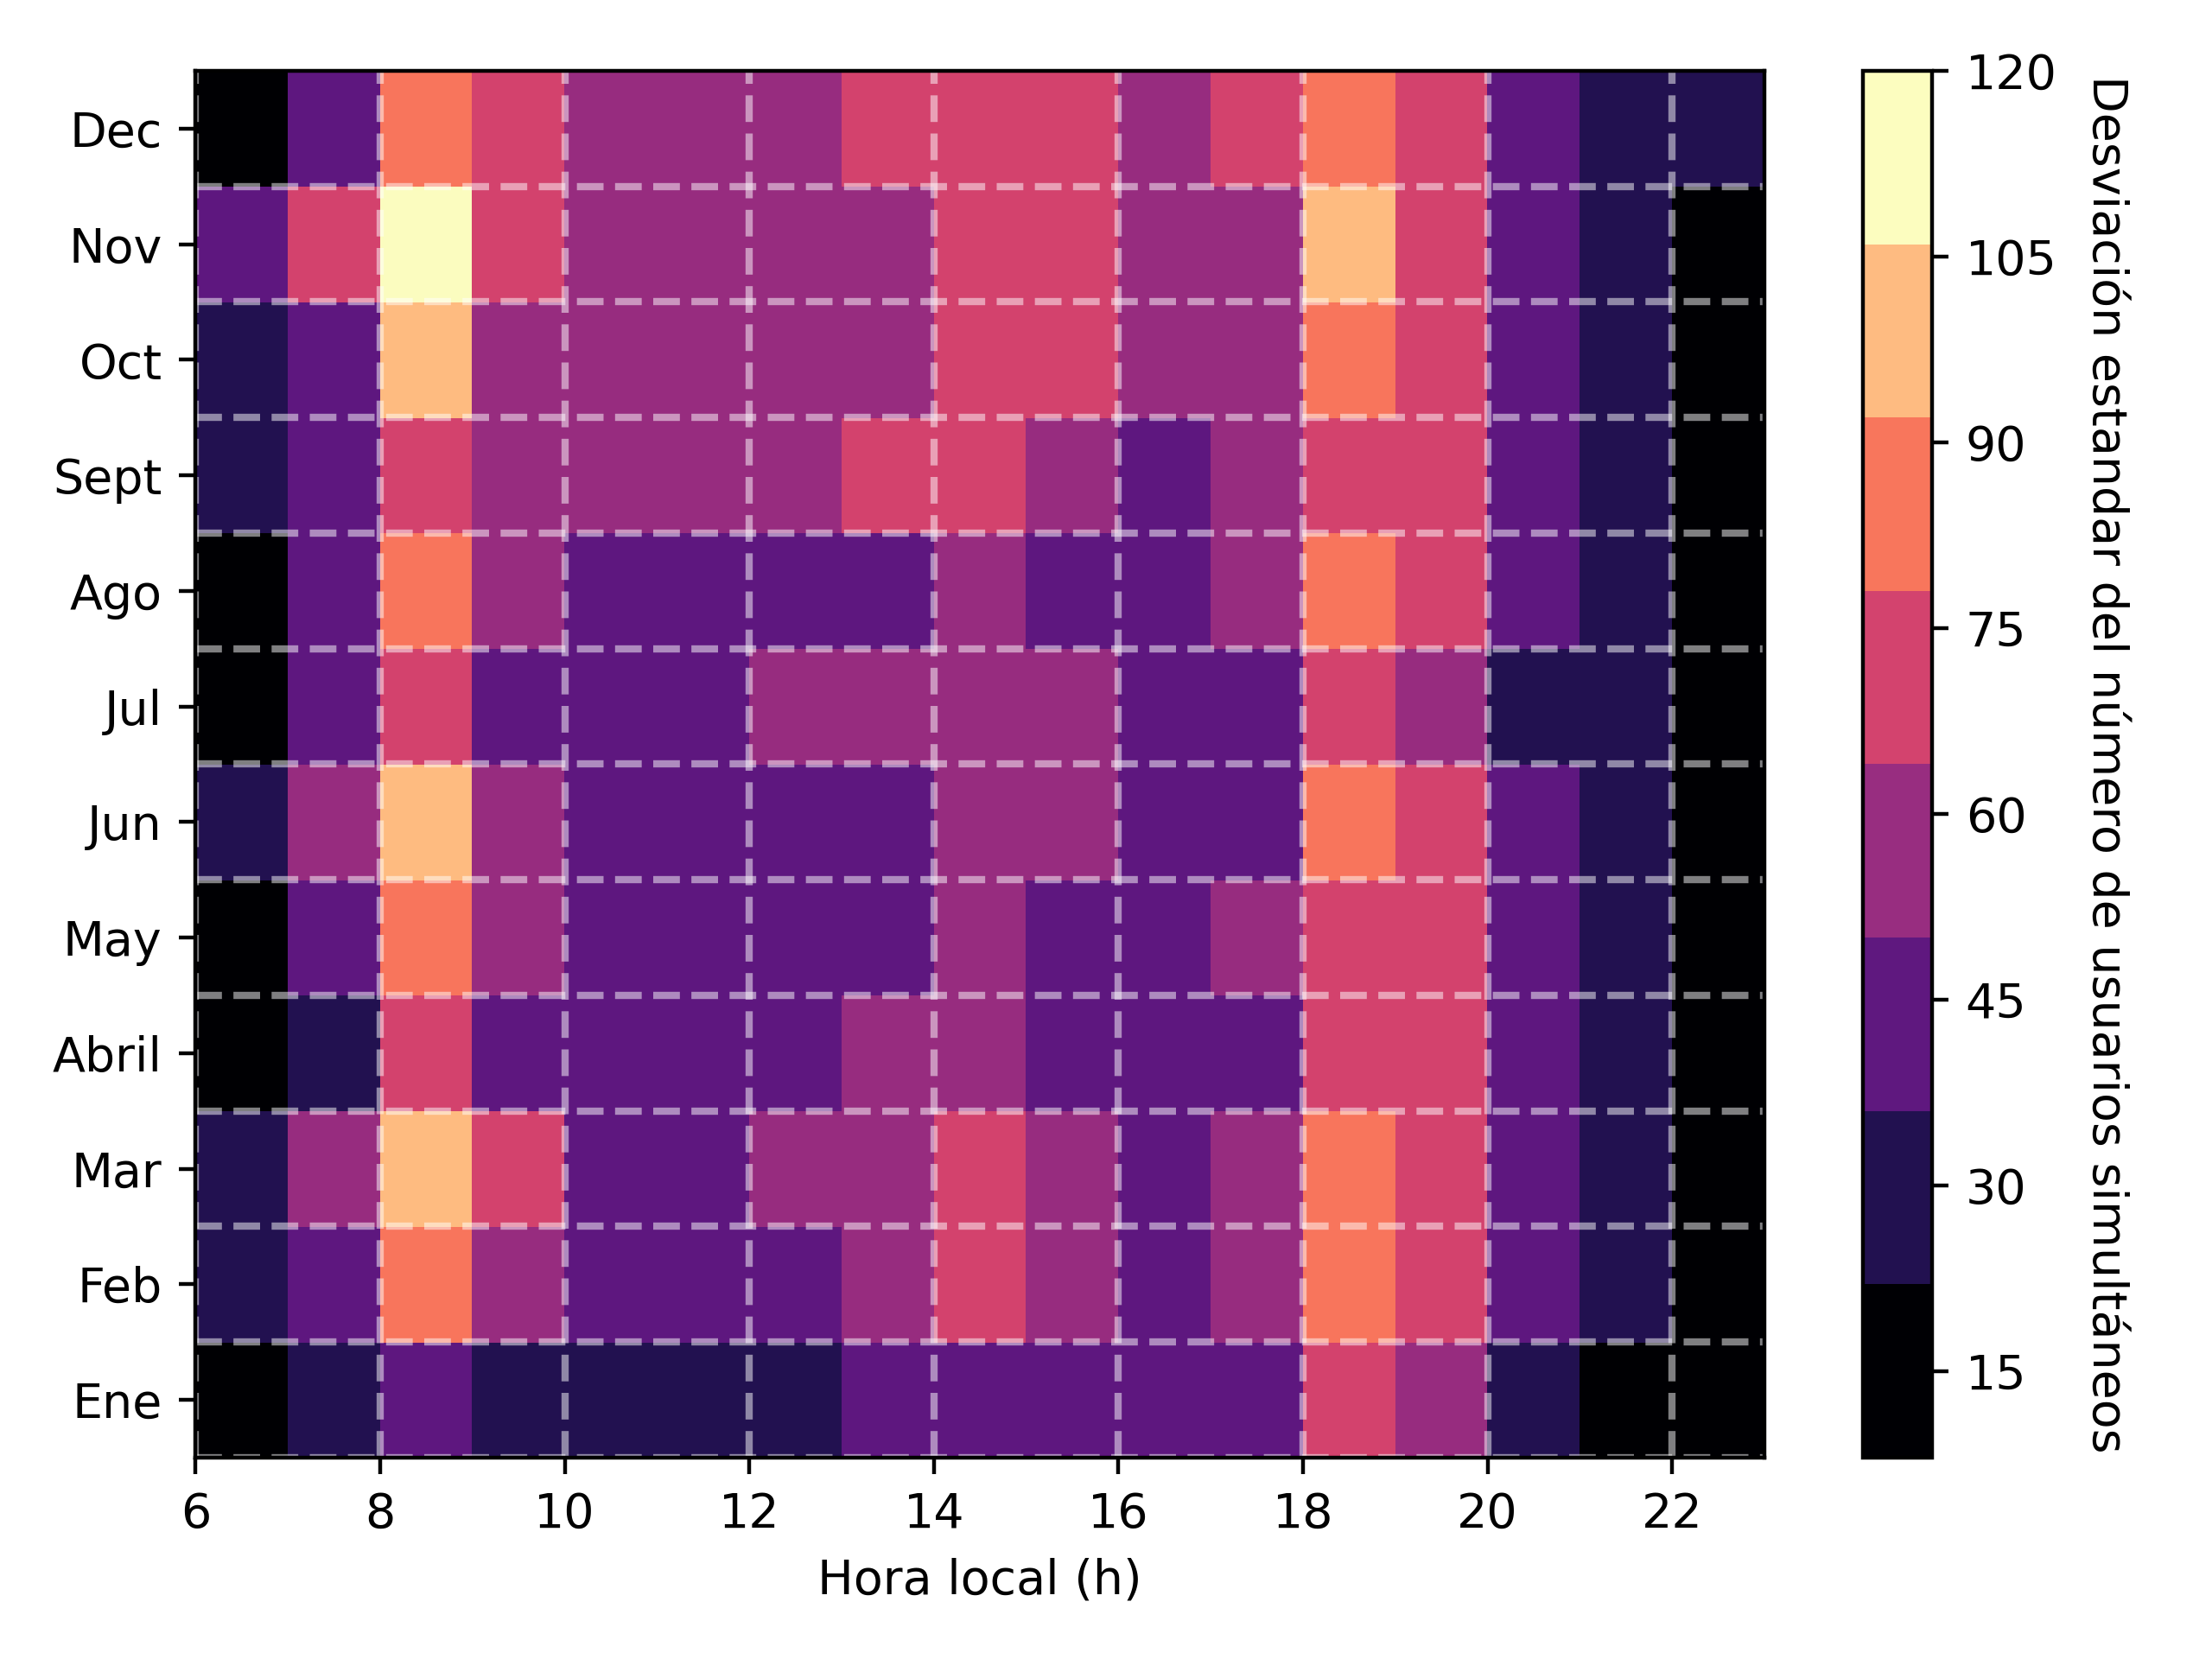 Dec
Nov
Oct
Sept
Ago
Jul
Jun
May
Abril
Mar
Feb
Ene
6 8 10 12 14 16 18 20 22
Hora local (h)
120
105
90
75
60
45
30
15
Desviación estandar del número de usuarios simultáneos